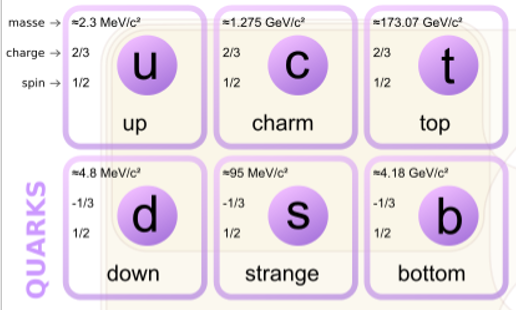 masse → ≈2.3 MeV/c² ≈1.275 GeV/c² ≈173.07 GeV/c²
charge → 2/3 2/3 2/3
u c t
spin → 1/2 1/2 1/2
up charm top
≈4.8 MeV/c² ≈95 MeV/c² ≈4.18 GeV/c²
-1/3 -1/3 -1/3
d s b
1/2 1/2 1/2
down strange bottom
QUARKS